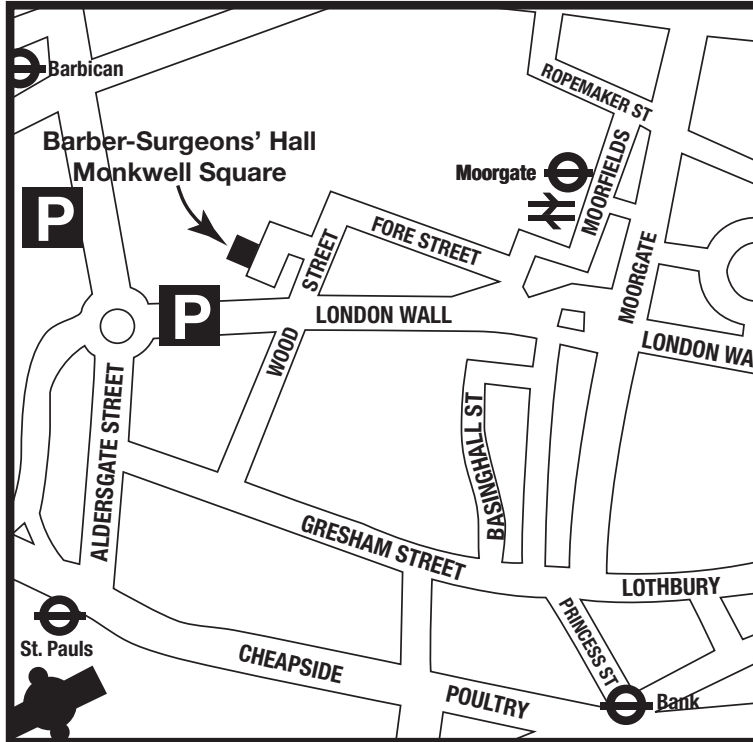 Barbican
ROPEMAKER ST
Barber-Surgeons' Hall
Monkwell Square
Moorgate
MOORFIELDS
P
FORE STREET
STREET
MOORGATE
P
LONDON WALL
WOOD
LONDON WA
ALDERSGATE STREET
BASINGHALL ST
GRESHAM STREET
LOTHBURY
PRINCESS ST
St. Pauls
CHEAPSIDE
POULTRY
Bank